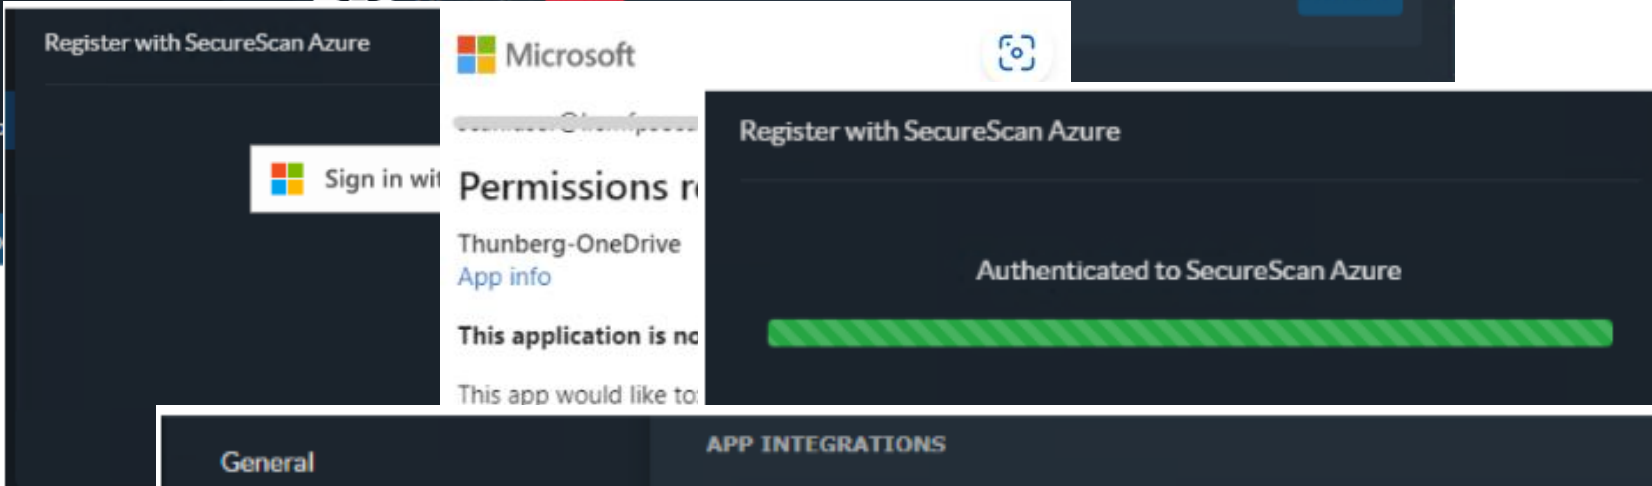 Register with SecureScan Azure
Sign in wit
Microsoft
Permissions r
Thunberg-OneDrive
App info
This application is no
This app would like to
Register with SecureScan Azure
Authenticated to SecureScan Azure
General
APP INTEGRATIONS